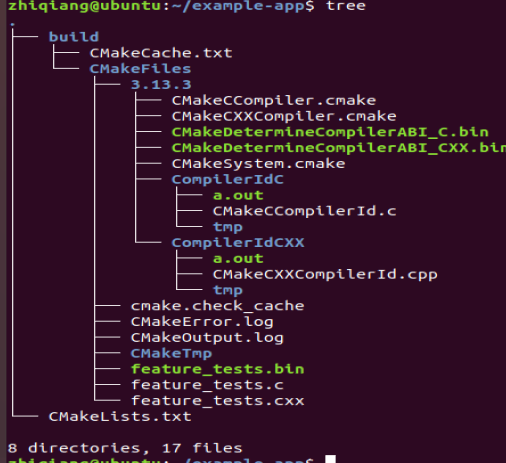 zhiqiang@ubuntu:~/example-app$ tree
.
├── build
│   ├── CMakeCache.txt
│   └── CMakeFiles
│       ├── 3.13.3
│       │   ├── CMakeCCompiler.cmake
│       │   ├── CMakeCXXCompiler.cmake
│       │   ├── CMakeDetermineCompilerABI_C.bin
│       │   ├── CMakeDetermineCompilerABI_CXX.bin
│       │   ├── CMakeSystem.cmake
│       │   ├── CompilerIdC
│       │   │   ├── a.out
│       │   │   ├── CMakeCCompilerId.c
│       │   │   └── tmp
│       │   └── CompilerIdCXX
│       │       ├── a.out
│       │       ├── CMakeCXXCompilerId.cpp
│       │       └── tmp
│       ├── cmake.check_cache
│       ├── CMakeError.log
│       ├── CMakeOutput.log
│       ├── CMakeTmp
│       ├── feature_tests.bin
│       ├── feature_tests.c
│       └── feature_tests.cxx
└── CMakeLists.txt
8 directories, 17 files
zhiqiang@ubuntu:~/example-app$